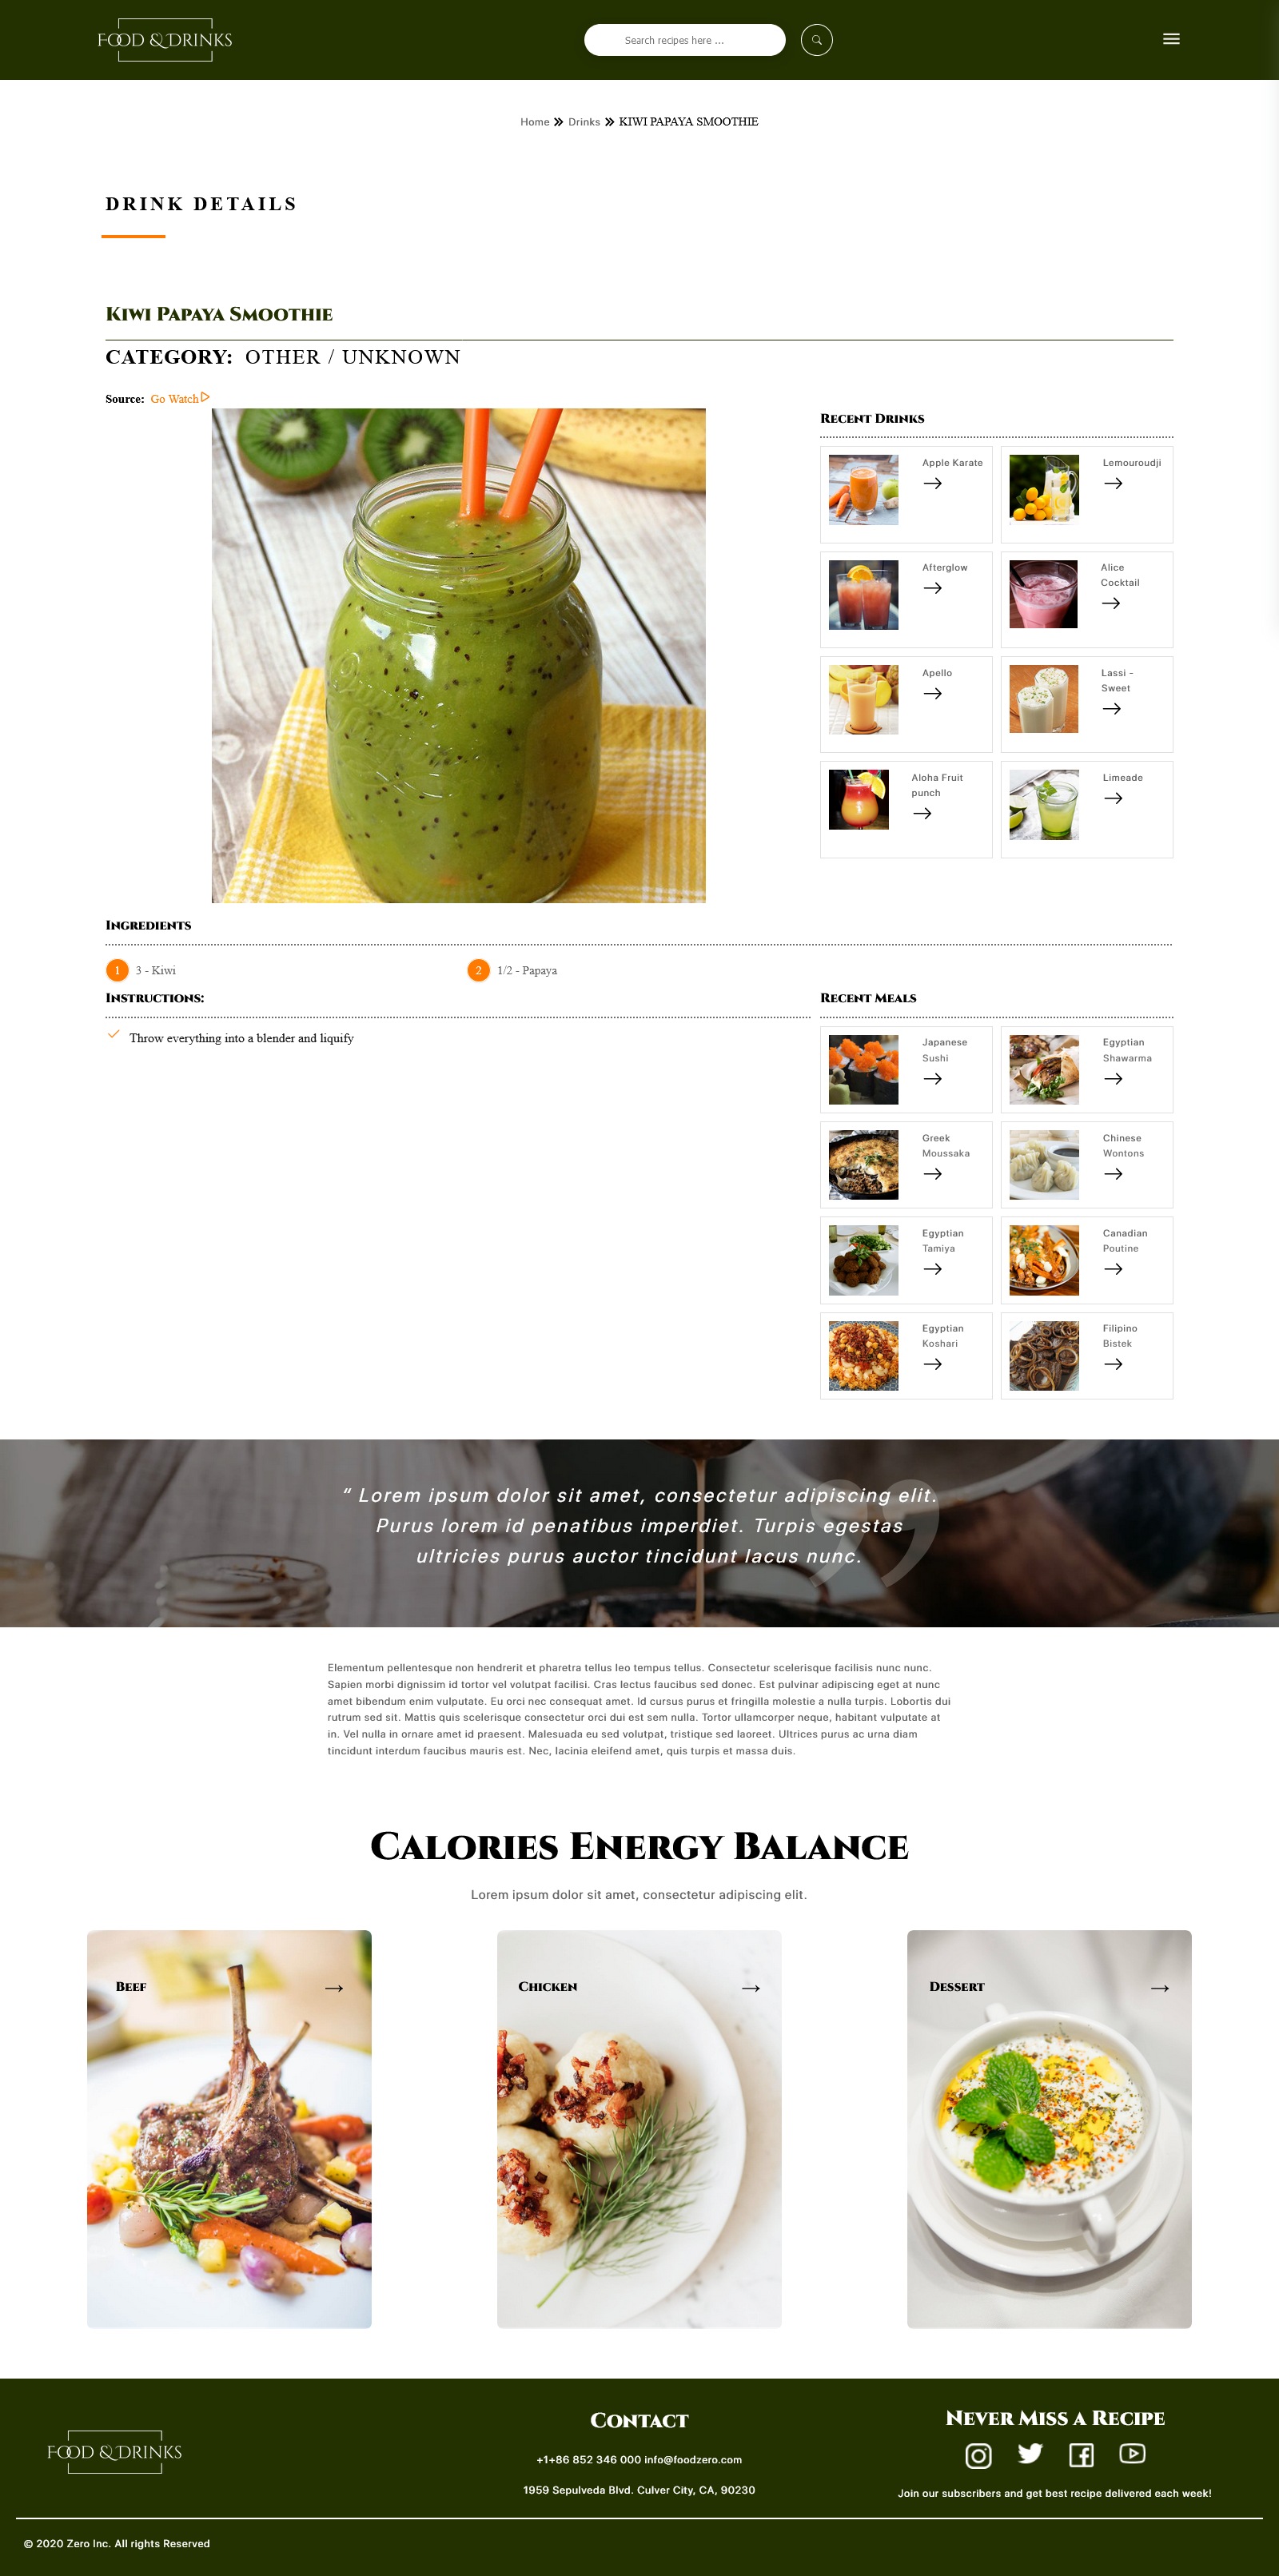 FOOD & DRINKS
Search recipes here ...
Home Drinks KIWI PAPAYA SMOOTHIE
DRINK DETAILS
Kiwi Papaya Smoothie
CATEGORY: OTHER / UNKNOWN
Source: Go Watch
Recent Drinks
Apple Karate
Lemouroudji
Afterglow
Alice
Cocktail
Apello
Lassi -
Sweet
Aloha Fruit
punch
Limeade
Ingredients
1 3 - Kiwi
2 1/2 - Papaya
Instructions:
Throw everything into a blender and liquify
Recent Meals
Japanese
Sushi
Egyptian
Shawarma
Greek
Moussaka
Chinese
Wontons
Egyptian
Tamiya
Canadian
Poutine
Egyptian
Koshari
Filipino
Bistek
“ Lorem ipsum dolor sit amet, consectetur adipiscing elit.
Purus lorem id penatibus imperdiet. Turpis egestas
ultricies purus auctor tincidunt lacus nunc.
”
Elementum pellentesque non hendrerit et pharetra tellus leo tempus tellus. Consectetur scelerisque facilisis nunc nunc.
Sapien morbi dignissim id tortor vel volutpat facilisi. Cras lectus faucibus sed donec. Est pulvinar adipiscing eget at nunc
amet bibendum enim vulputate. Eu orci nec consequat amet. Id cursus purus et fringilla molestie a nulla turpis. Lobortis dui
rutrum sed sit. Mattis quis scelerisque consectetur orci dui est sem nulla. Tortor ullamcorper neque, habitant vulputate at
in. Vel nulla in ornare amet id praesent. Malesuada eu sed volutpat, tristique sed laoreet. Ultrices purus ac urna diam
tincidunt interdum faucibus mauris est. Nec, lacinia eleifend amet, quis turpis et massa duis.
Calories Energy Balance
Lorem ipsum dolor sit amet, consectetur adipiscing elit.
Beef
Chicken
Dessert
FOOD & DRINKS
Contact
+1+86 852 346 000 info@foodzero.com
1959 Sepulveda Blvd. Culver City, CA, 90230
Never Miss a Recipe
Join our subscribers and get best recipe delivered each week!
© 2020 Zero Inc. All rights Reserved